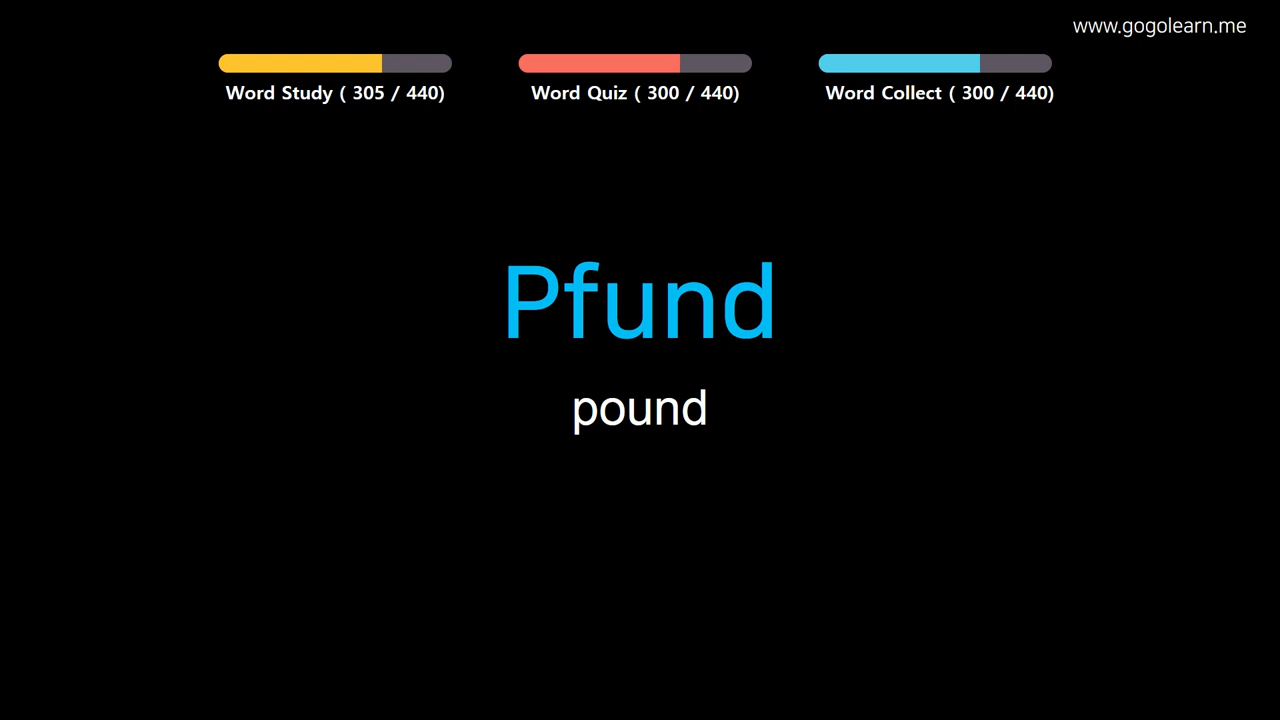 www.gogolearn.me
Word Study ( 305 / 440)
Word Quiz ( 300 / 440)
Word Collect ( 300 / 440)
Pfund
pound